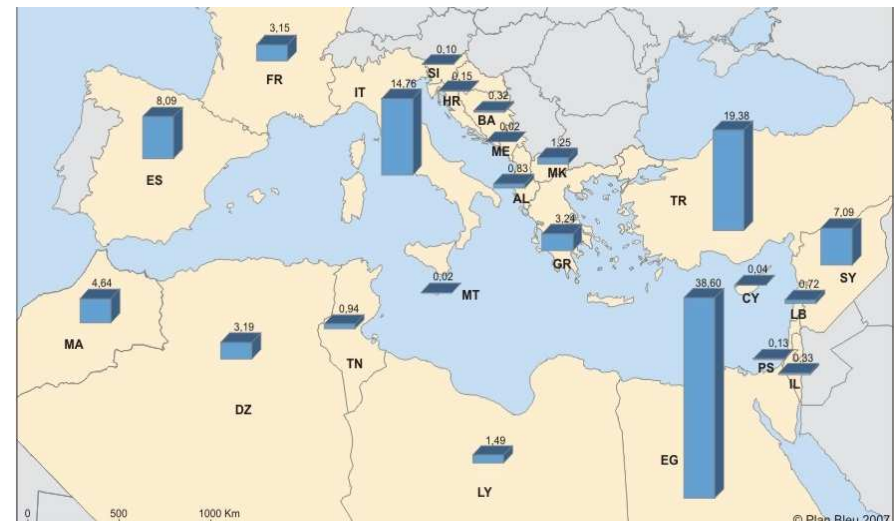 3,15
FR
0,10
SI
IT
14,76
0,15
HR
0,32
BA
0,02
ME
1,25
MK
0,83
AL
8,09
ES
19,38
TR
7,09
SY
3,24
GR
0,02
MT
0,04
CY
0,72
LB
38,60
EG
0,13
PS
0,33
IL
4,64
MA
0,94
TN
3,19
DZ
1,49
LY
0 500 1000 Km
© Plan Bleu 2007